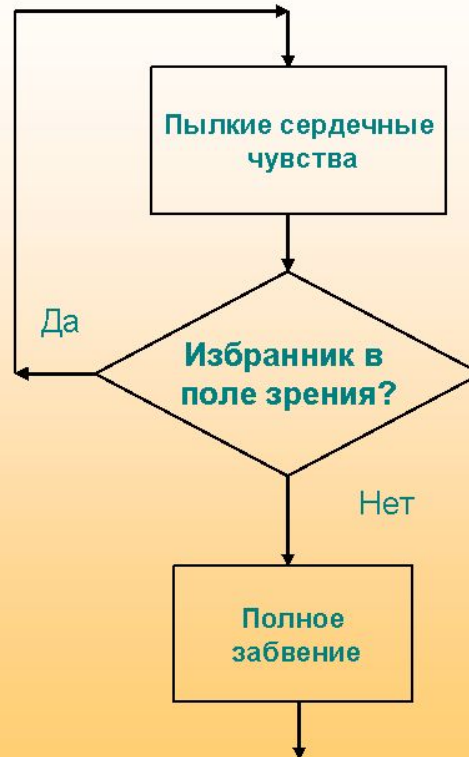 Пылкие сердечные
чувства
Да
Избранник в
поле зрения?
Нет
Полное
забвение